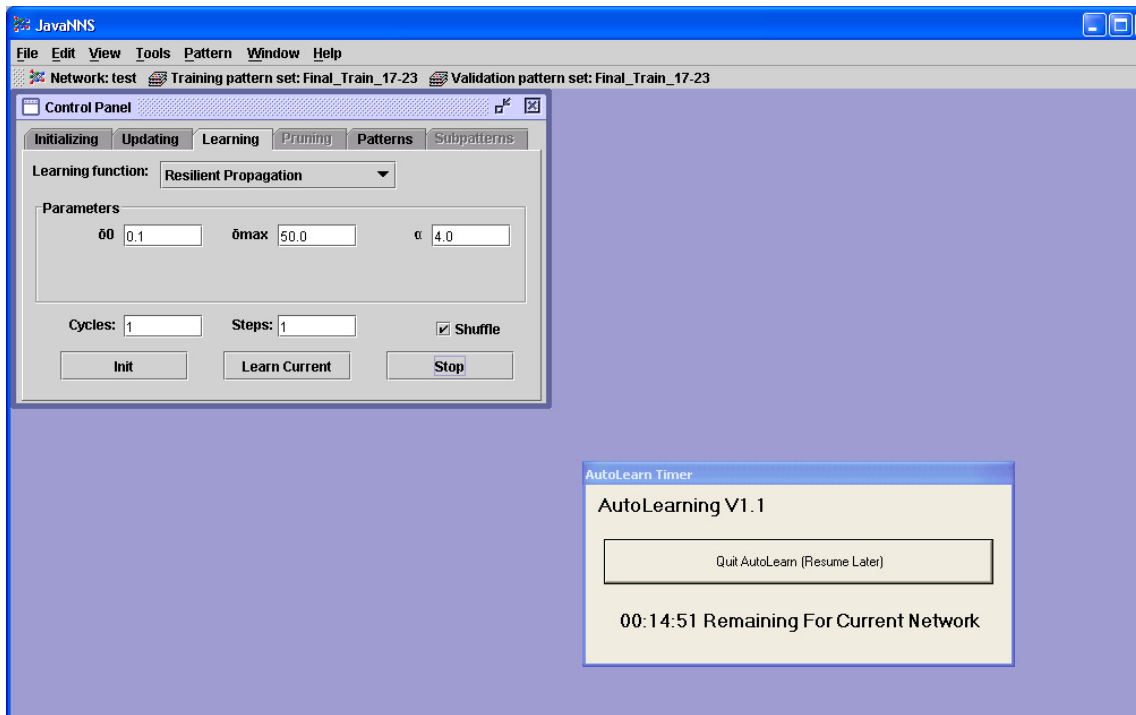 JavaNNS
File Edit View Tools Pattern Window Help
Network: test Training pattern set: Final_Train_17-23 Validation pattern set: Final_Train_17-23
Control Panel
Initializing Updating Learning Pruning Patterns Subpatterns
Learning function: Resilient Propagation
Parameters
δ0 0.1 δmax 50.0 α 4.0
Cycles: 1 Steps: 1 Shuffle
Init Learn Current Stop
AutoLearn Timer
AutoLearning V1.1
Quit AutoLearn (Resume Later)
00:14:51 Remaining For Current Network